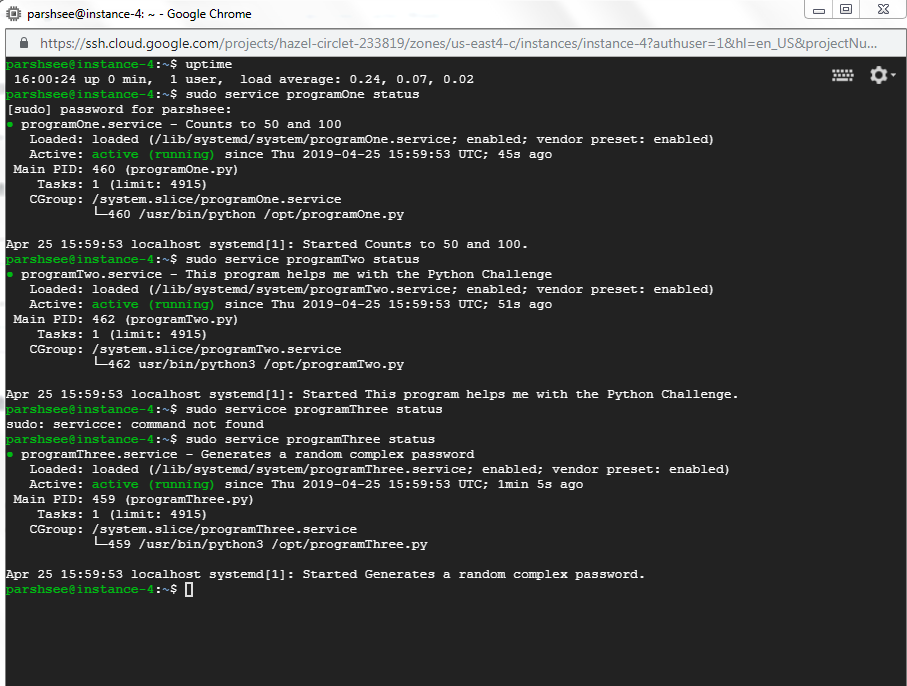 parshsee@instance-4: ~ - Google Chrome
https://ssh.cloud.google.com/projects/hazel-circlet-233819/zones/us-east4-c/instances/instance-4?authuser=1&hl=en_US&projectNu...
parshsee@instance-4:~$ uptime
 16:00:24 up 0 min,  1 user,  load average: 0.24, 0.07, 0.02
parshsee@instance-4:~$ sudo service programOne status
[sudo] password for parshsee:
● programOne.service - Counts to 50 and 100
   Loaded: loaded (/lib/systemd/system/programOne.service; enabled; vendor preset: enabled)
   Active: active (running) since Thu 2019-04-25 15:59:53 UTC; 45s ago
 Main PID: 460 (programOne.py)
    Tasks: 1 (limit: 4915)
   CGroup: /system.slice/programOne.service
           └─460 /usr/bin/python /opt/programOne.py
Apr 25 15:59:53 localhost systemd[1]: Started Counts to 50 and 100.
parshsee@instance-4:~$ sudo service programTwo status
● programTwo.service - This program helps me with the Python Challenge
   Loaded: loaded (/lib/systemd/system/programTwo.service; enabled; vendor preset: enabled)
   Active: active (running) since Thu 2019-04-25 15:59:53 UTC; 51s ago
 Main PID: 462 (programTwo.py)
    Tasks: 1 (limit: 4915)
   CGroup: /system.slice/programTwo.service
           └─462 usr/bin/python3 /opt/programTwo.py
Apr 25 15:59:53 localhost systemd[1]: Started This program helps me with the Python Challenge.
parshsee@instance-4:~$ sudo servicce programThree status
sudo: servicce: command not found
parshsee@instance-4:~$ sudo service programThree status
● programThree.service - Generates a random complex password
   Loaded: loaded (/lib/systemd/system/programThree.service; enabled; vendor preset: enabled)
   Active: active (running) since Thu 2019-04-25 15:59:53 UTC; 1min 5s ago
 Main PID: 459 (programThree.py)
    Tasks: 1 (limit: 4915)
   CGroup: /system.slice/programThree.service
           └─459 /usr/bin/python3 /opt/programThree.py
Apr 25 15:59:53 localhost systemd[1]: Started Generates a random complex password.
parshsee@instance-4:~$